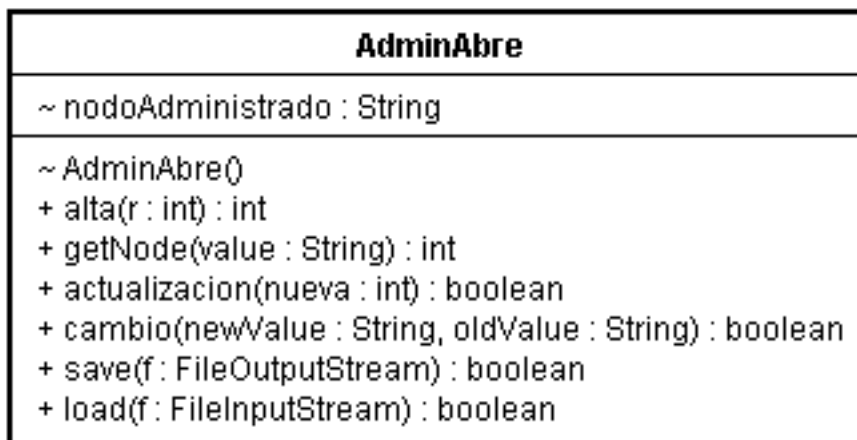 AdminAbre
~ nodoAdministrado : String
~ AdminAbre()
+ alta(r : int) : int
+ getNode(value : String) : int
+ actualizacion(nueva : int) : boolean
+ cambio(newValue : String, oldValue : String) : boolean
+ save(f : FileOutputStream) : boolean
+ load(f : FileInputStream) : boolean